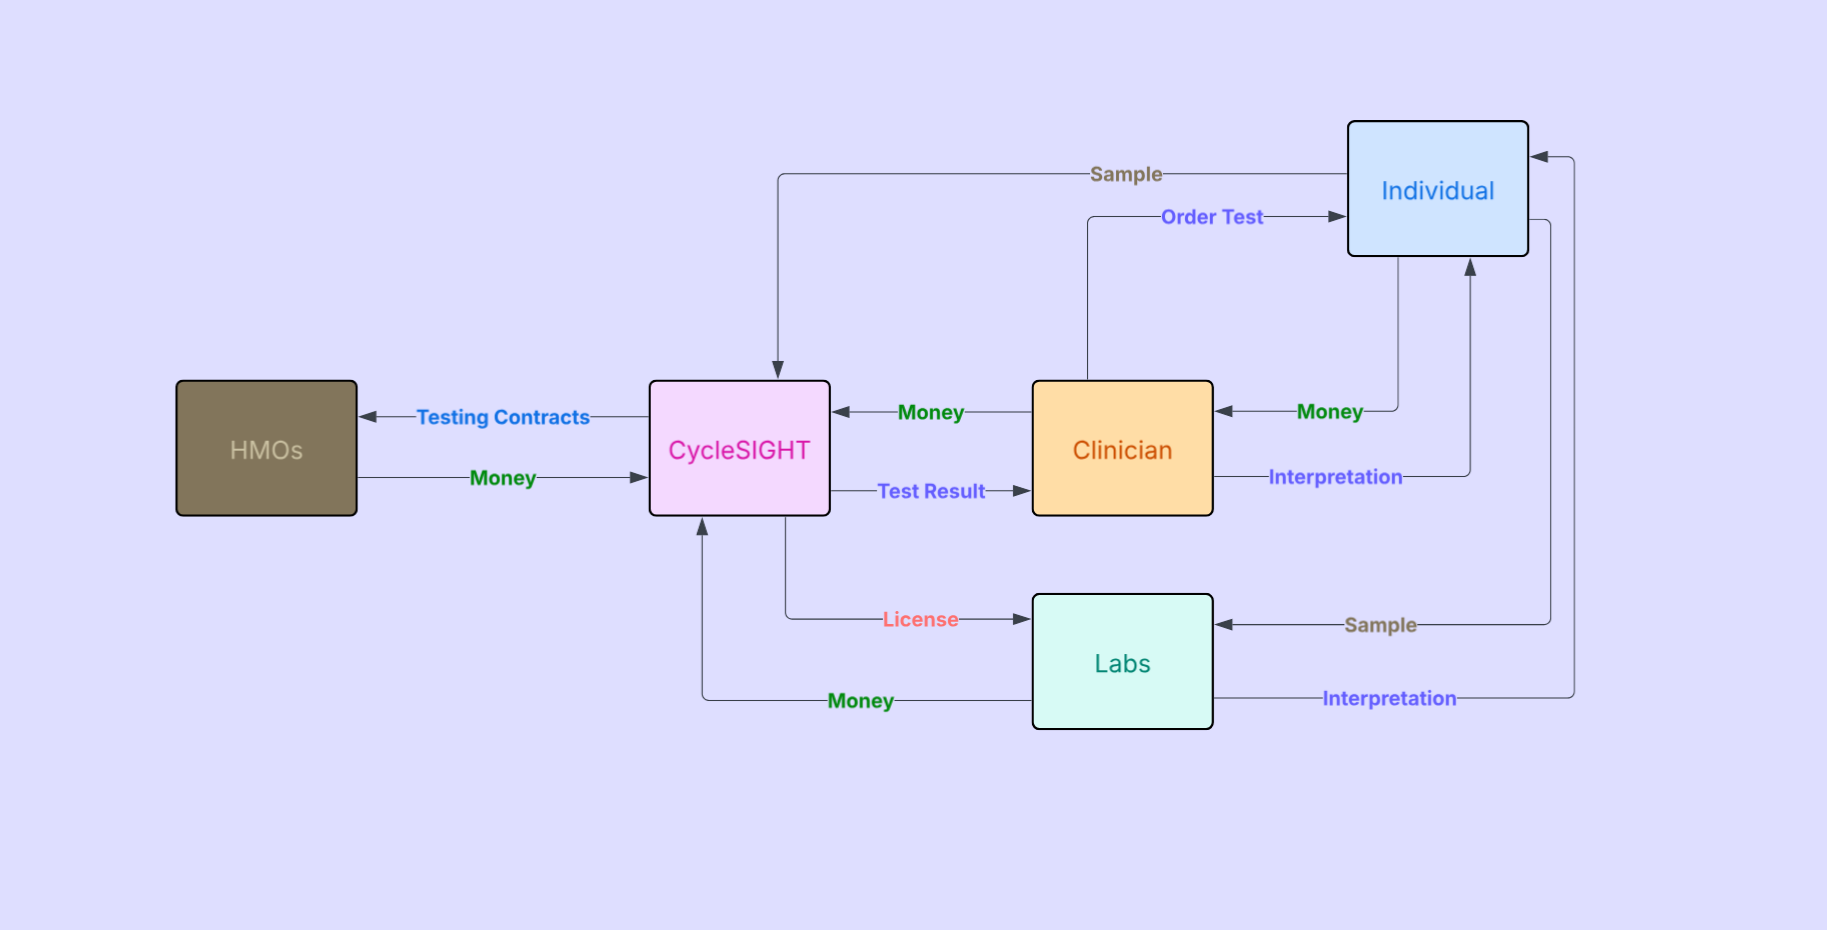 Individual
Sample
Order Test
HMOs
Testing Contracts
Money
CycleSIGHT
Money
Test Result
Clinician
Money
Interpretation
License
Money
Labs
Sample
Interpretation